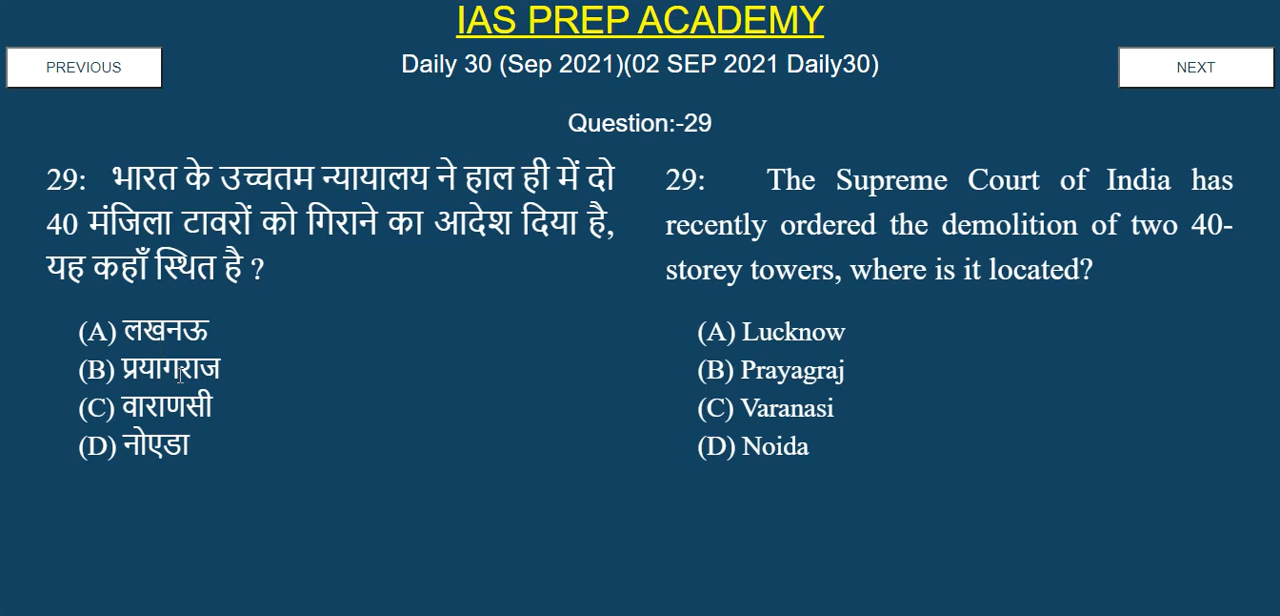 IAS PREP ACADEMY
PREVIOUS
Daily 30 (Sep 2021)(02 SEP 2021 Daily30)
NEXT
Question:-29
29: भारत के उच्चतम न्यायालय ने हाल ही में दो
40 मंजिला टावरों को गिराने का आदेश दिया है,
यह कहाँ स्थित है ?
(A) लखनऊ
(B) प्रयागराज
(C) वाराणसी
(D) नोएडा
29: The Supreme Court of India has
recently ordered the demolition of two 40-
storey towers, where is it located?
(A) Lucknow
(B) Prayagraj
(C) Varanasi
(D) Noida